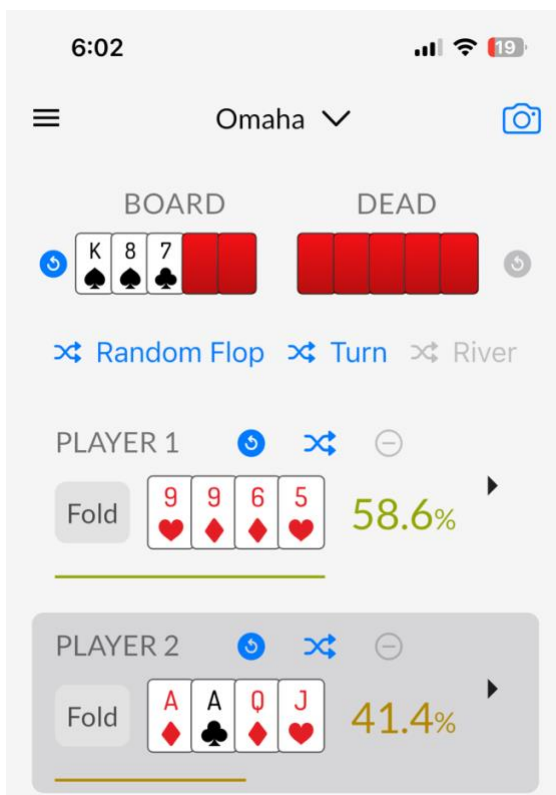 6:02 19
Omaha
BOARD DEAD
K 8 7
Random Flop Turn River
PLAYER 1
Fold 9 9 6 5 58.6%
PLAYER 2
Fold A A Q J 41.4%